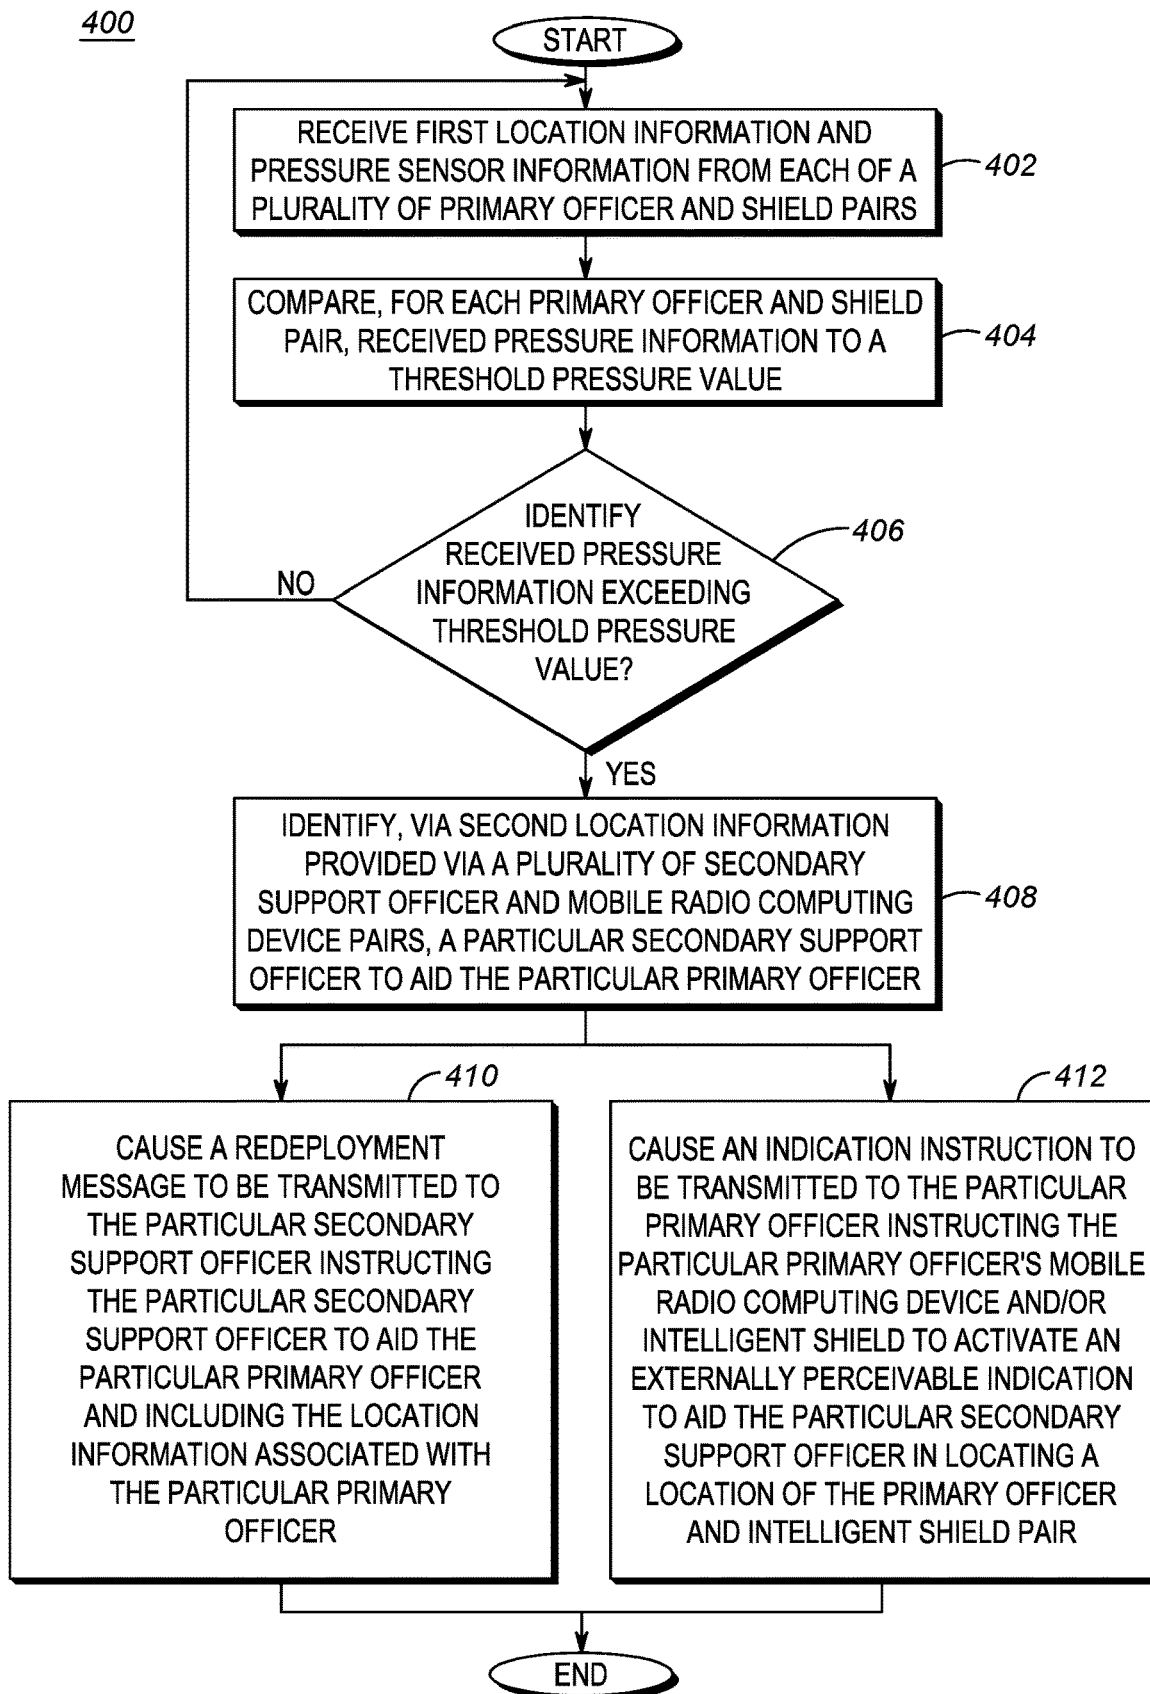 400
START
RECEIVE FIRST LOCATION INFORMATION AND
PRESSURE SENSOR INFORMATION FROM EACH OF A
PLURALITY OF PRIMARY OFFICER AND SHIELD PAIRS
402
COMPARE, FOR EACH PRIMARY OFFICER AND SHIELD
PAIR, RECEIVED PRESSURE INFORMATION TO A
THRESHOLD PRESSURE VALUE
404
IDENTIFY
RECEIVED PRESSURE
INFORMATION EXCEEDING
THRESHOLD PRESSURE
VALUE?
406
NO
YES
IDENTIFY, VIA SECOND LOCATION INFORMATION
PROVIDED VIA A PLURALITY OF SECONDARY
SUPPORT OFFICER AND MOBILE RADIO COMPUTING
DEVICE PAIRS, A PARTICULAR SECONDARY SUPPORT
OFFICER TO AID THE PARTICULAR PRIMARY OFFICER
408
410
CAUSE A REDEPLOYMENT
MESSAGE TO BE TRANSMITTED TO
THE PARTICULAR SECONDARY
SUPPORT OFFICER INSTRUCTING
THE PARTICULAR SECONDARY
SUPPORT OFFICER TO AID THE
PARTICULAR PRIMARY OFFICER
AND INCLUDING THE LOCATION
INFORMATION ASSOCIATED WITH
THE PARTICULAR PRIMARY
OFFICER
412
CAUSE AN INDICATION INSTRUCTION TO
BE TRANSMITTED TO THE PARTICULAR
PRIMARY OFFICER INSTRUCTING THE
PARTICULAR PRIMARY OFFICER'S MOBILE
RADIO COMPUTING DEVICE AND/OR
INTELLIGENT SHIELD TO ACTIVATE AN
EXTERNALLY PERCEIVABLE INDICATION
TO AID THE PARTICULAR SECONDARY
SUPPORT OFFICER IN LOCATING A
LOCATION OF THE PRIMARY OFFICER
AND INTELLIGENT SHIELD PAIR
END